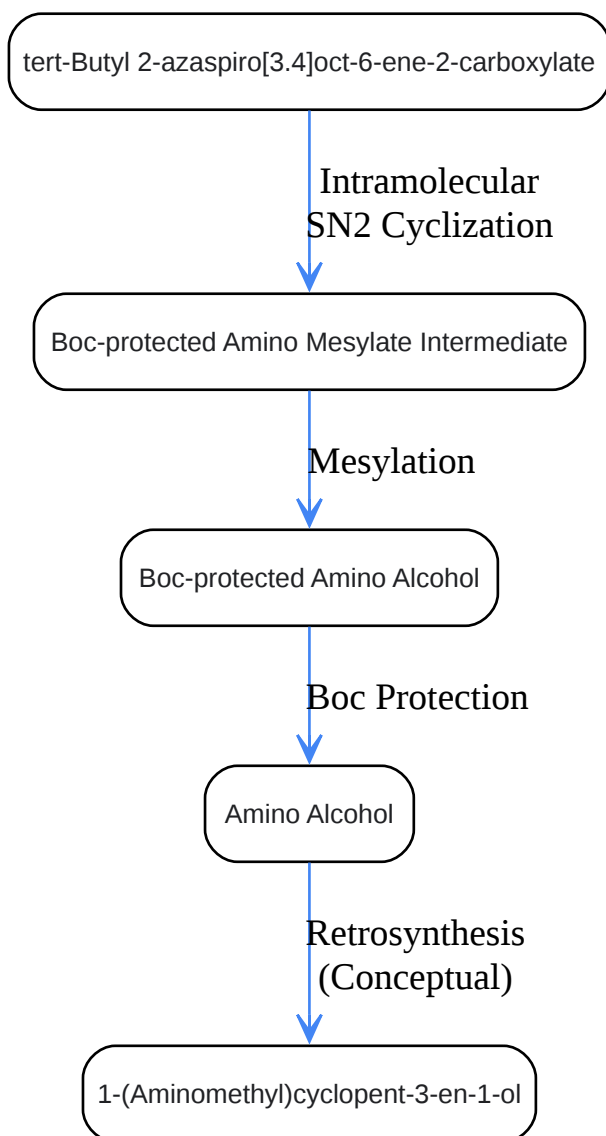 tert-Butyl 2-azaspiro[3.4]oct-6-ene-2-carboxylate
Intramolecular
SN2 Cyclization
Boc-protected Amino Mesylate Intermediate
Mesylation
Boc-protected Amino Alcohol
Boc Protection
Amino Alcohol
Retrosynthesis
(Conceptual)
1-(Aminomethyl)cyclopent-3-en-1-ol